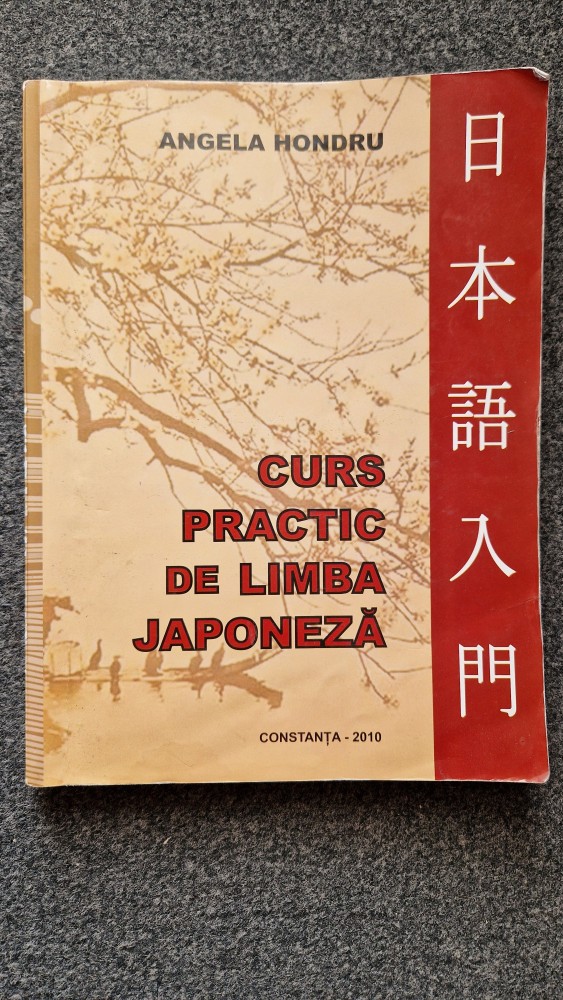 ANGELA HONDRU
CURS
PRACTIC
DE LIMBA
JAPONEZĂ
CONSTANȚA - 2010
日本語入門